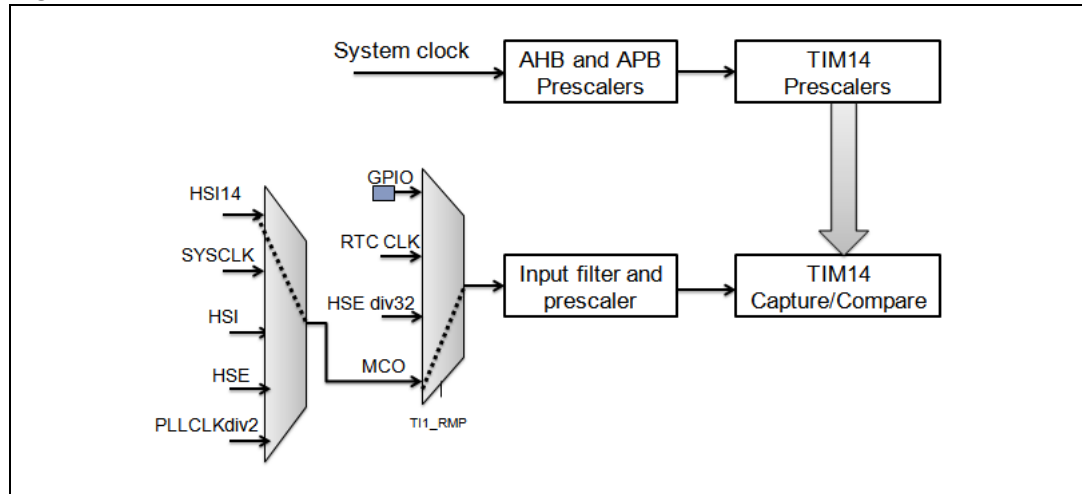 System clock
AHB and APB
Prescalers
TIM14
Prescalers
GPIO
HSI14
RTC CLK
SYSCLK
Input filter and
prescaler
TIM14
Capture/Compare
HSE div32
HSI
MCO
HSE
TI1_RMP
PLLCLKdiv2